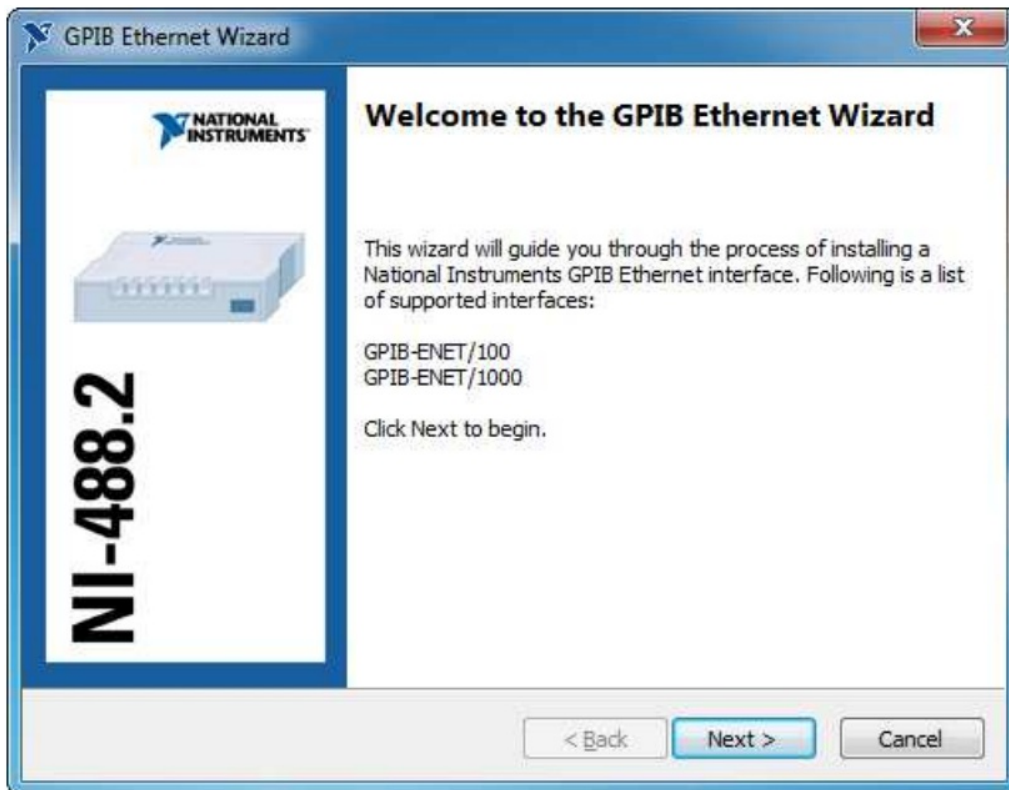 GPIB Ethernet Wizard
NATIONAL
INSTRUMENTS
NI-488.2
Welcome to the GPIB Ethernet Wizard
This wizard will guide you through the process of installing a
National Instruments GPIB Ethernet interface. Following is a list
of supported interfaces:
GPIB-ENET/100
GPIB-ENET/1000
Click Next to begin.
< Back
Next >
Cancel